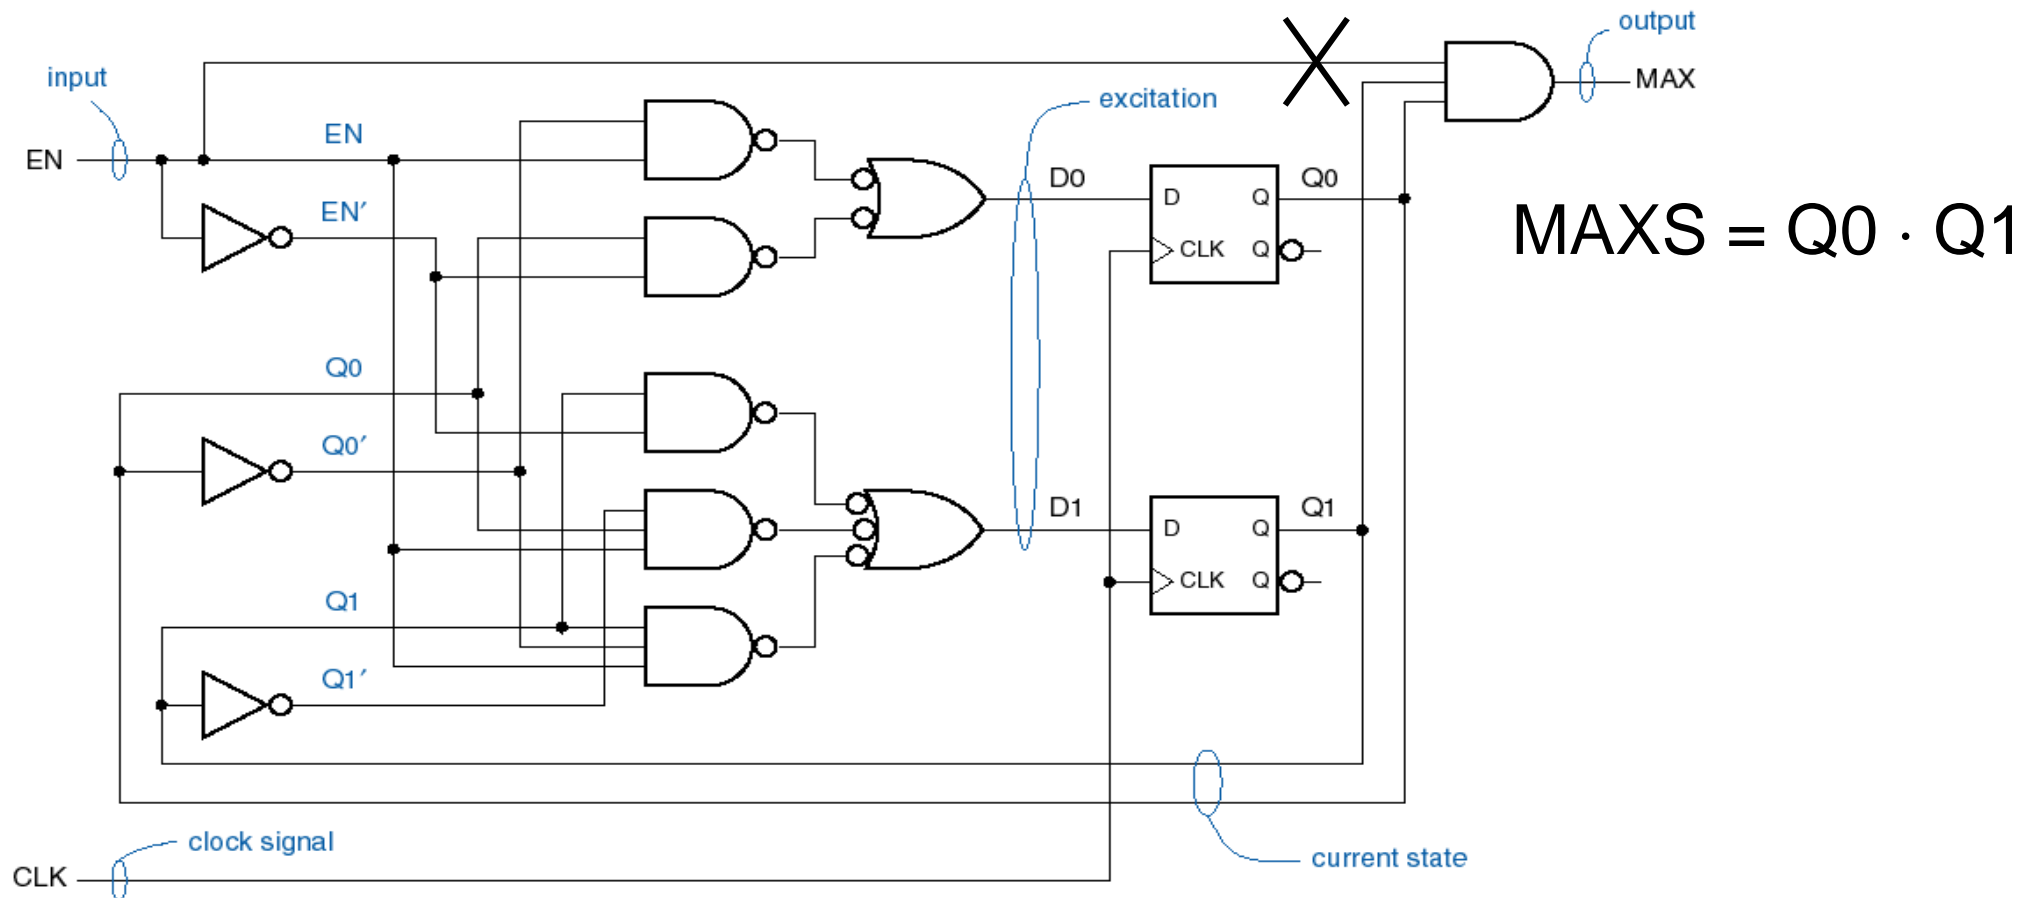 output
input
MAX
excitation
EN
EN
D0
Q0
D
Q
EN′
MAXS = Q0 · Q1
CLK
Q
Q0
Q0′
D1
Q1
D
Q
CLK
Q
Q1
Q1′
clock signal
current state
CLK